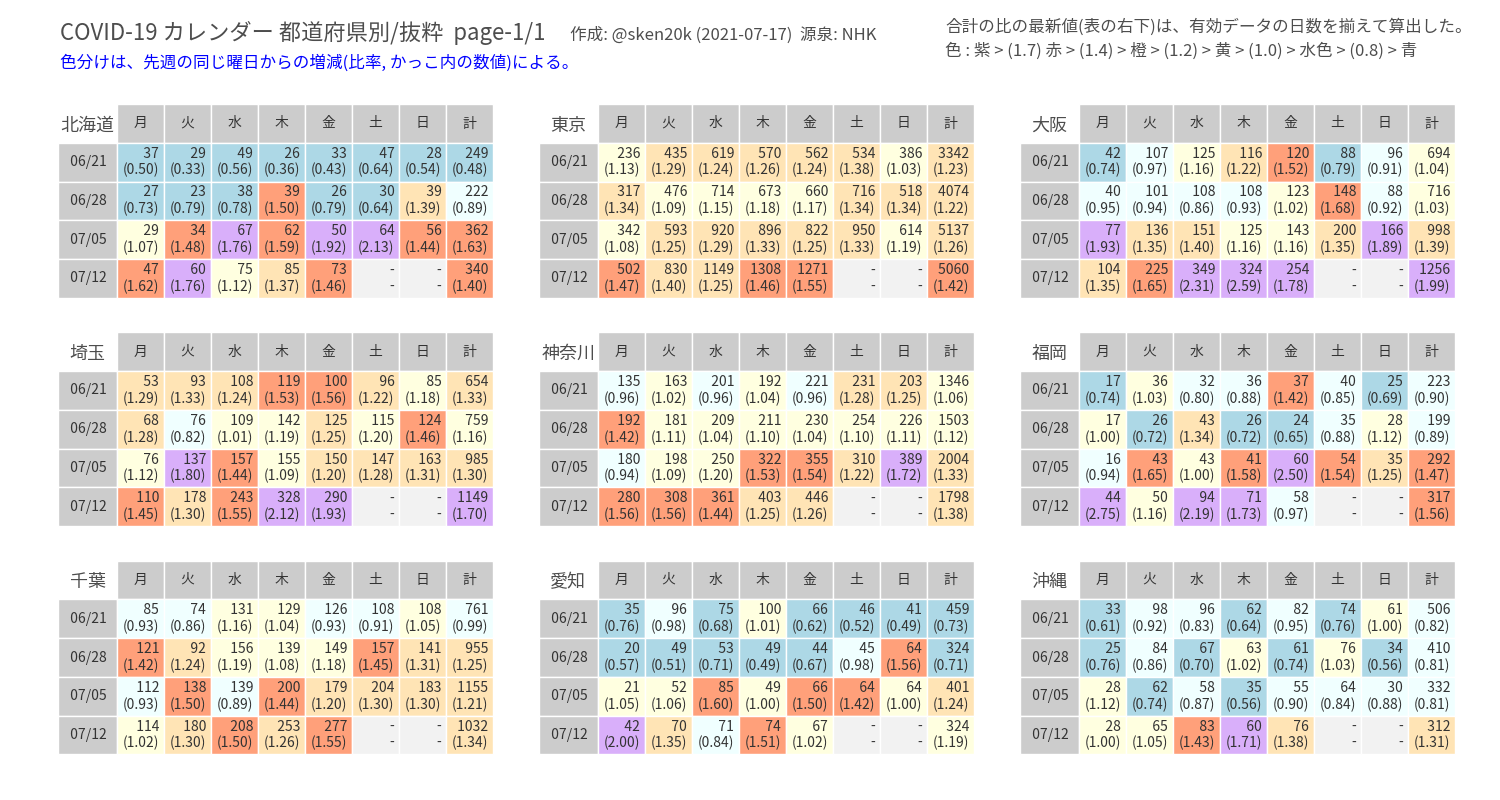 COVID-19 カレンダー 都道府県別/抜粋 page-1/1 作成: @sken20k (2021-07-17) 源泉: NHK
合計の比の最新値(表の右下)は、有効データの日数を揃えて算出した。
色分けは、先週の同じ曜日からの増減(比率, かっこ内の数値)による。
色 : 紫 > (1.7) 赤 > (1.4) 橙 > (1.2) 黄 > (1.0) > 水色 > (0.8) > 青
北海道 月 火 水 木 金 土 日 計
06/21 37 29 49 26 33 47 28 249
(0.50) (0.33) (0.56) (0.36) (0.43) (0.64) (0.54) (0.48)
06/28 27 23 38 39 26 30 39 222
(0.73) (0.79) (0.78) (1.50) (0.79) (0.64) (1.39) (0.89)
07/05 29 34 67 62 50 64 56 362
(1.07) (1.48) (1.76) (1.59) (1.92) (2.13) (1.44) (1.63)
07/12 47 60 75 85 73 - - 340
(1.62) (1.76) (1.12) (1.37) (1.46) - - (1.40)
東京 月 火 水 木 金 土 日 計
06/21 236 435 619 570 562 534 386 3342
(1.13) (1.29) (1.24) (1.26) (1.24) (1.38) (1.03) (1.23)
06/28 317 476 714 673 660 716 518 4074
(1.34) (1.09) (1.15) (1.18) (1.17) (1.34) (1.34) (1.22)
07/05 342 593 920 896 822 950 614 5137
(1.08) (1.25) (1.29) (1.33) (1.25) (1.33) (1.19) (1.26)
07/12 502 830 1149 1308 1271 - - 5060
(1.47) (1.40) (1.25) (1.46) (1.55) - - (1.42)
大阪 月 火 水 木 金 土 日 計
06/21 42 107 125 116 120 88 96 694
(0.74) (0.97) (1.16) (1.22) (1.52) (0.79) (0.91) (1.04)
06/28 40 101 108 108 123 148 88 716
(0.95) (0.94) (0.86) (0.93) (1.02) (1.68) (0.92) (1.03)
07/05 77 136 151 125 143 200 166 998
(1.93) (1.35) (1.40) (1.16) (1.16) (1.35) (1.89) (1.39)
07/12 104 225 349 324 254 - - 1256
(1.35) (1.65) (2.31) (2.59) (1.78) - - (1.99)
埼玉 月 火 水 木 金 土 日 計
06/21 53 93 108 119 100 96 85 654
(1.29) (1.33) (1.24) (1.53) (1.56) (1.22) (1.18) (1.33)
06/28 68 76 109 142 125 115 124 759
(1.28) (0.82) (1.01) (1.19) (1.25) (1.20) (1.46) (1.16)
07/05 76 137 157 155 150 147 163 985
(1.12) (1.80) (1.44) (1.09) (1.20) (1.28) (1.31) (1.30)
07/12 110 178 243 328 290 - - 1149
(1.45) (1.30) (1.55) (2.12) (1.93) - - (1.70)
神奈川 月 火 水 木 金 土 日 計
06/21 135 163 201 192 221 231 203 1346
(0.96) (1.02) (0.96) (1.04) (0.96) (1.28) (1.25) (1.06)
06/28 192 181 209 211 230 254 226 1503
(1.42) (1.11) (1.04) (1.10) (1.04) (1.10) (1.11) (1.12)
07/05 180 198 250 322 355 310 389 2004
(0.94) (1.09) (1.20) (1.53) (1.54) (1.22) (1.72) (1.33)
07/12 280 308 361 403 446 - - 1798
(1.56) (1.56) (1.44) (1.25) (1.26) - - (1.38)
福岡 月 火 水 木 金 土 日 計
06/21 17 36 32 36 37 40 25 223
(0.74) (1.03) (0.80) (0.88) (1.42) (0.85) (0.69) (0.90)
06/28 17 26 43 26 24 35 28 199
(1.00) (0.72) (1.34) (0.72) (0.65) (0.88) (1.12) (0.89)
07/05 16 43 43 41 60 54 35 292
(0.94) (1.65) (1.00) (1.58) (2.50) (1.54) (1.25) (1.47)
07/12 44 50 94 71 58 - - 317
(2.75) (1.16) (2.19) (1.73) (0.97) - - (1.56)
千葉 月 火 水 木 金 土 日 計
06/21 85 74 131 129 126 108 108 761
(0.93) (0.86) (1.16) (1.04) (0.93) (0.91) (1.05) (0.99)
06/28 121 92 156 139 149 157 141 955
(1.42) (1.24) (1.19) (1.08) (1.18) (1.45) (1.31) (1.25)
07/05 112 138 139 200 179 204 183 1155
(0.93) (1.50) (0.89) (1.44) (1.20) (1.30) (1.30) (1.21)
07/12 114 180 208 253 277 - - 1032
(1.02) (1.30) (1.50) (1.26) (1.55) - - (1.34)
愛知 月 火 水 木 金 土 日 計
06/21 35 96 75 100 66 46 41 459
(0.76) (0.98) (0.68) (1.01) (0.62) (0.52) (0.49) (0.73)
06/28 20 49 53 49 44 45 64 324
(0.57) (0.51) (0.71) (0.49) (0.67) (0.98) (1.56) (0.71)
07/05 21 52 85 49 66 64 64 401
(1.05) (1.06) (1.60) (1.00) (1.50) (1.42) (1.00) (1.24)
07/12 42 70 71 74 67 - - 324
(2.00) (1.35) (0.84) (1.51) (1.02) - - (1.19)
沖縄 月 火 水 木 金 土 日 計
06/21 33 98 96 62 82 74 61 506
(0.61) (0.92) (0.83) (0.64) (0.95) (0.76) (1.00) (0.82)
06/28 25 84 67 63 61 76 34 410
(0.76) (0.86) (0.70) (1.02) (0.74) (1.03) (0.56) (0.81)
07/05 28 62 58 35 55 64 30 332
(1.12) (0.74) (0.87) (0.56) (0.90) (0.84) (0.88) (0.81)
07/12 28 65 83 60 76 - - 312
(1.00) (1.05) (1.43) (1.71) (1.38) - - (1.31)